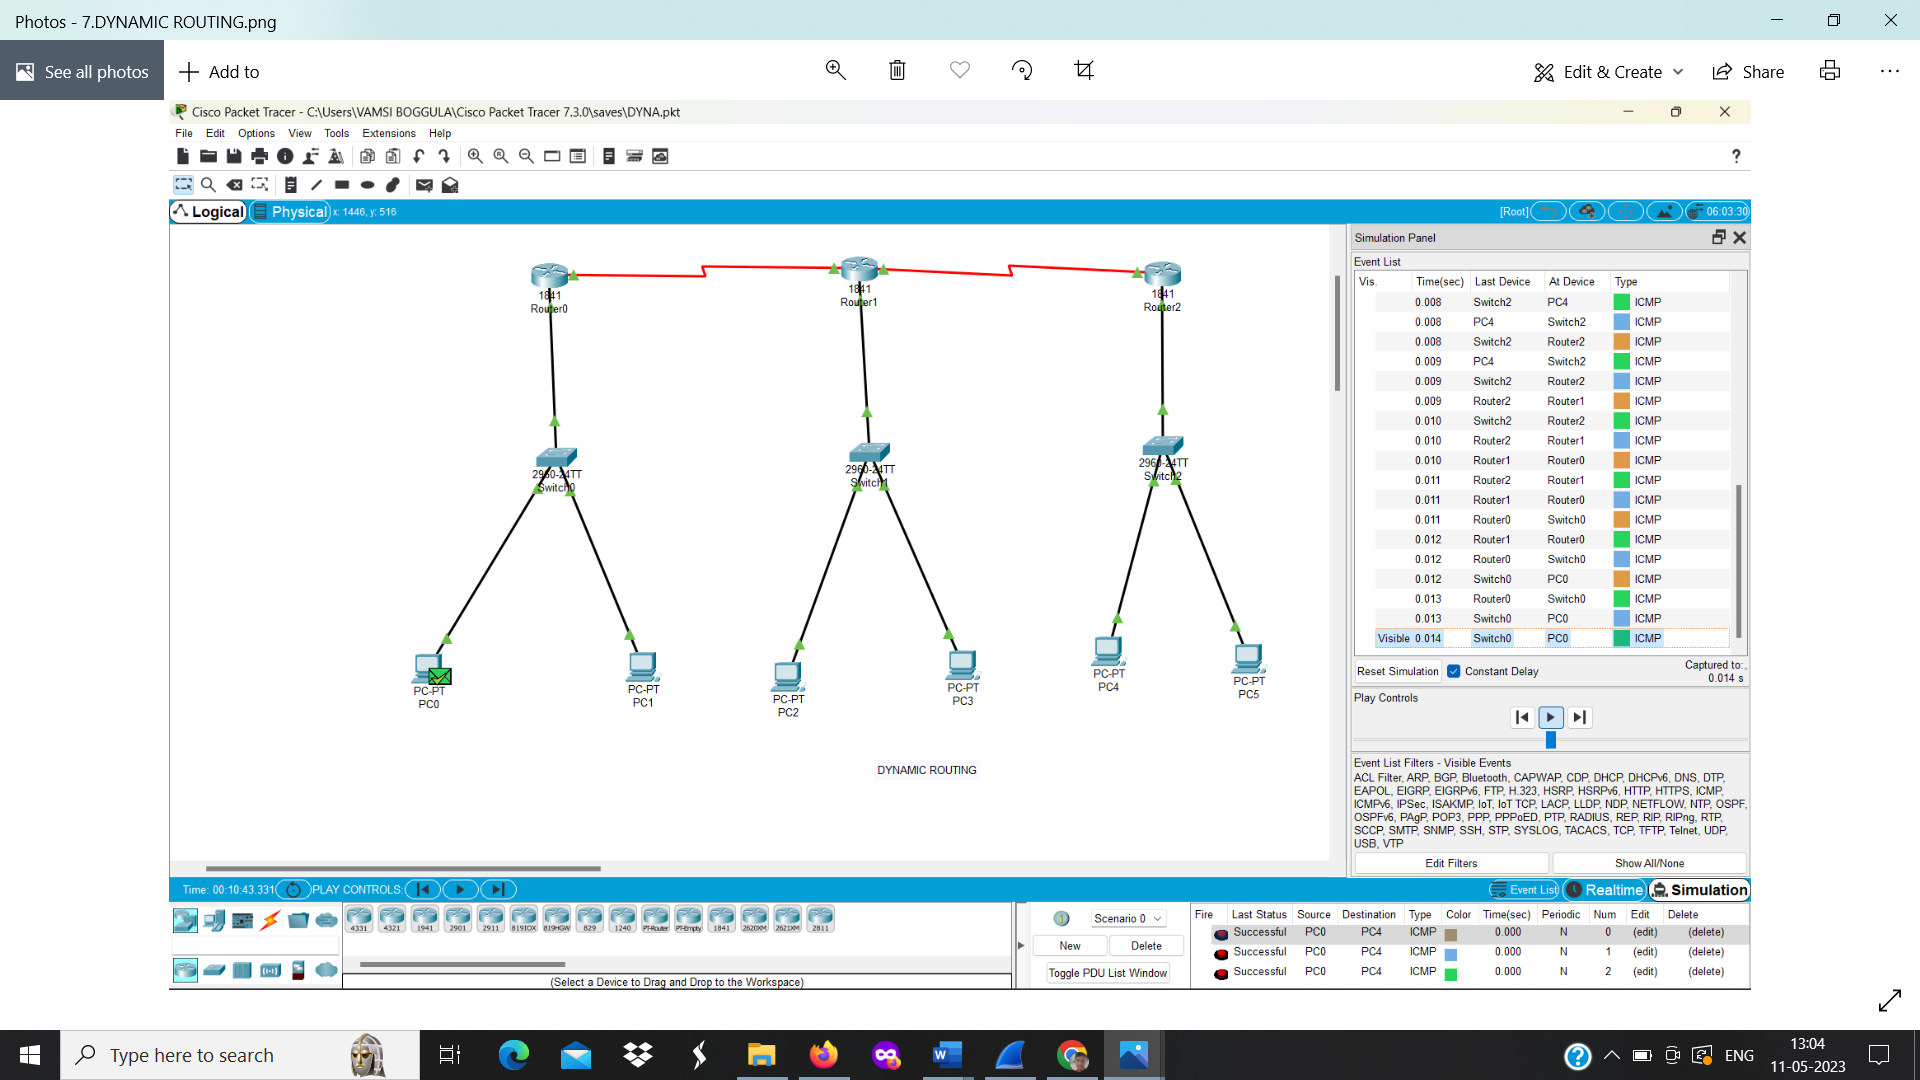 Photos - 7.DYNAMIC ROUTING.png
See all photos
Add to
Edit & Create
Share
Cisco Packet Tracer - C:\Users\VAMSI BOGGULA\Cisco Packet Tracer 7.3.0\saves\DYNA.pkt
File Edit Options View Tools Extensions Help
?
Logical Physical x: 1446, y: 516
[Root] 06:03:30
1841
Router0
1841
Router1
1841
Router2
2960-24TT
Switch0
2960-24TT
Switch1
2960-24TT
Switch2
PC-PT
PC0
PC-PT
PC1
PC-PT
PC2
PC-PT
PC3
PC-PT
PC4
PC-PT
PC5
DYNAMIC ROUTING
Simulation Panel
Event List
Vis. Time(sec) Last Device At Device Type
0.008 Switch2 PC4 ICMP
0.008 PC4 Switch2 ICMP
0.008 Switch2 Router2 ICMP
0.009 PC4 Switch2 ICMP
0.009 Switch2 Router2 ICMP
0.009 Router2 Router1 ICMP
0.010 Switch2 Router2 ICMP
0.010 Router2 Router1 ICMP
0.010 Router1 Router0 ICMP
0.011 Router2 Router1 ICMP
0.011 Router1 Router0 ICMP
0.011 Router0 Switch0 ICMP
0.012 Router1 Router0 ICMP
0.012 Router0 Switch0 ICMP
0.012 Switch0 PC0 ICMP
0.013 Router0 Switch0 ICMP
0.013 Switch0 PC0 ICMP
Visible 0.014 Switch0 PC0 ICMP
Reset Simulation Constant Delay
Captured to:
0.014 s
Play Controls
Event List Filters - Visible Events
ACL Filter, ARP, BGP, Bluetooth, CAPWAP, CDP, DHCP, DHCPv6, DNS, DTP,
EAPOL, EIGRP, EIGRPv6, FTP, H.323, HSRP, HSRPv6, HTTP, HTTPS, ICMP,
ICMPv6, IPSec, ISAKMP, IoT, IoT TCP, LACP, LLDP, NDP, NETFLOW, NTP, OSPF,
OSPFv6, PAgP, POP3, PPP, PPPoED, PTP, RADIUS, REP, RIP, RIPng, RTP,
SCCP, SMTP, SNMP, SSH, STP, SYSLOG, TACACS, TCP, TFTP, Telnet, UDP,
USB, VTP
Edit Filters Show All/None
Time: 00:10:43.331 PLAY CONTROLS:
Event List Realtime Simulation
4331 4321 1941 2901 2911 819IOX 819HGW 829 1240 PT-Router PT-Empty 1841 2620XM 2621XM 2811
(Select a Device to Drag and Drop to the Workspace)
Scenario 0
New Delete
Toggle PDU List Window
Fire Last Status Source Destination Type Color Time(sec) Periodic Num Edit Delete
Successful PC0 PC4 ICMP 0.000 N 0 (edit) (delete)
Successful PC0 PC4 ICMP 0.000 N 1 (edit) (delete)
Successful PC0 PC4 ICMP 0.000 N 2 (edit) (delete)
Type here to search
ENG
13:04
11-05-2023